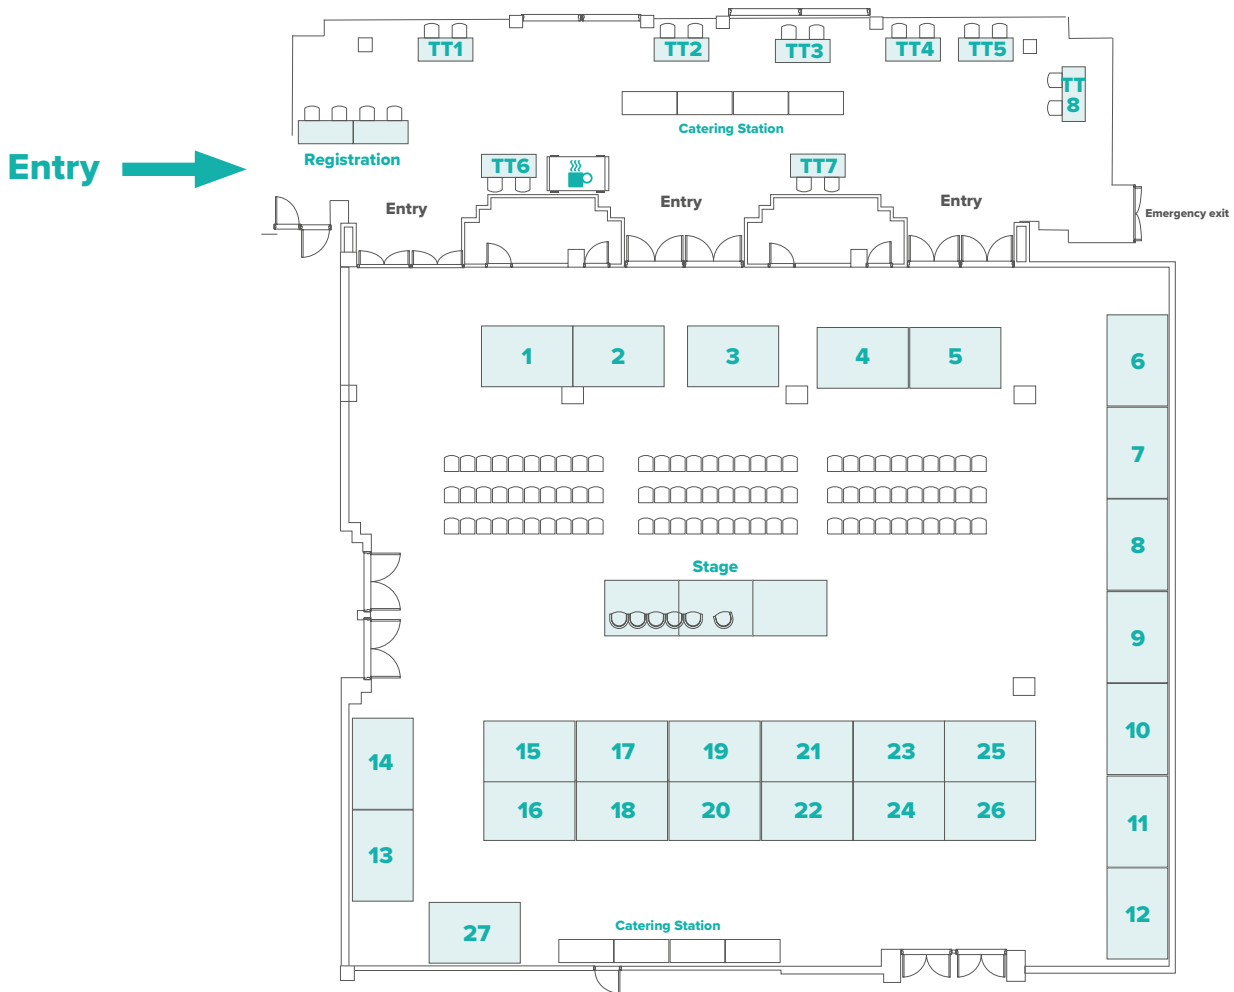 TT1
TT2
TT3
TT4
TT5
TT
8
Catering Station
Registration
Entry
TT6
TT7
Entry
Entry
Entry
Emergency exit
1
2
3
4
5
6
7
8
9
10
11
12
Stage
14
13
15
17
19
21
23
25
16
18
20
22
24
26
27
Catering Station